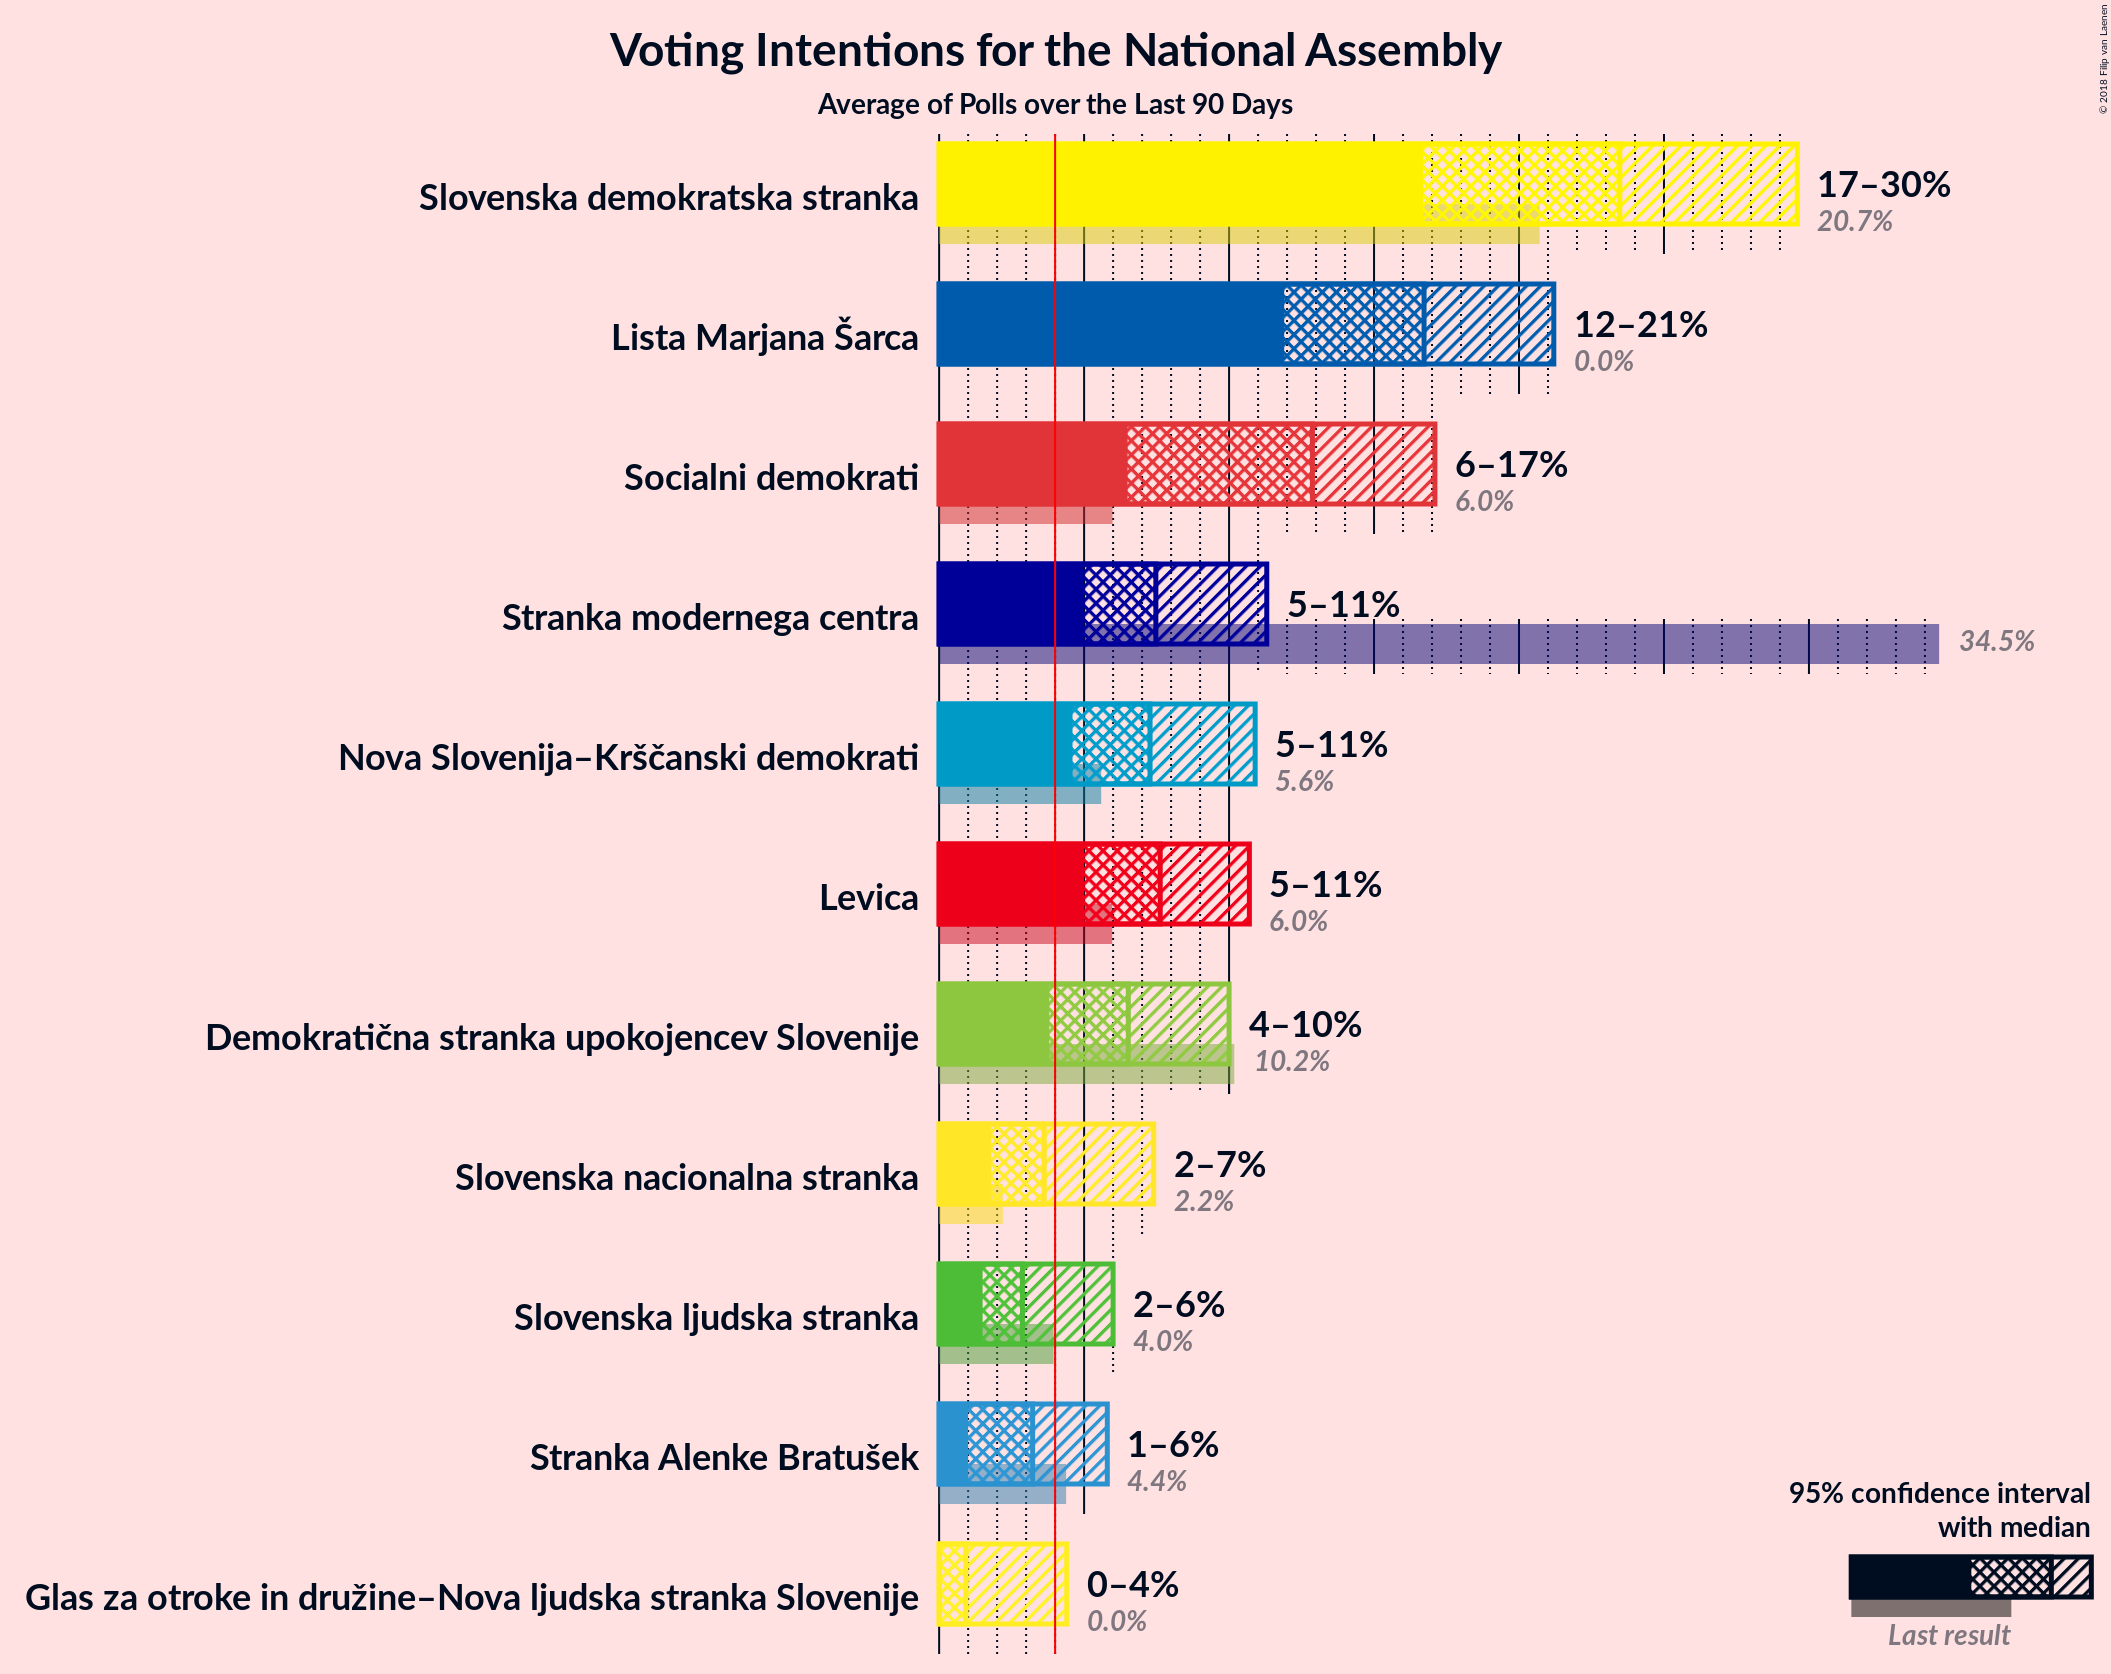 Voting Intentions for the National Assembly
Average of Polls over the Last 90 Days
© 2018 Filip van Laenen
Slovenska demokratska stranka
17–30%
20.7%
Lista Marjana Šarca
12–21%
0.0%
Socialni demokrati
6–17%
6.0%
Stranka modernega centra
5–11%
34.5%
Nova Slovenija–Krščanski demokrati
5–11%
5.6%
Levica
5–11%
6.0%
Demokratična stranka upokojencev Slovenije
4–10%
10.2%
Slovenska nacionalna stranka
2–7%
2.2%
Slovenska ljudska stranka
2–6%
4.0%
Stranka Alenke Bratušek
1–6%
4.4%
Glas za otroke in družine–Nova ljudska stranka Slovenije
0–4%
0.0%
95% confidence interval
with median
Last result